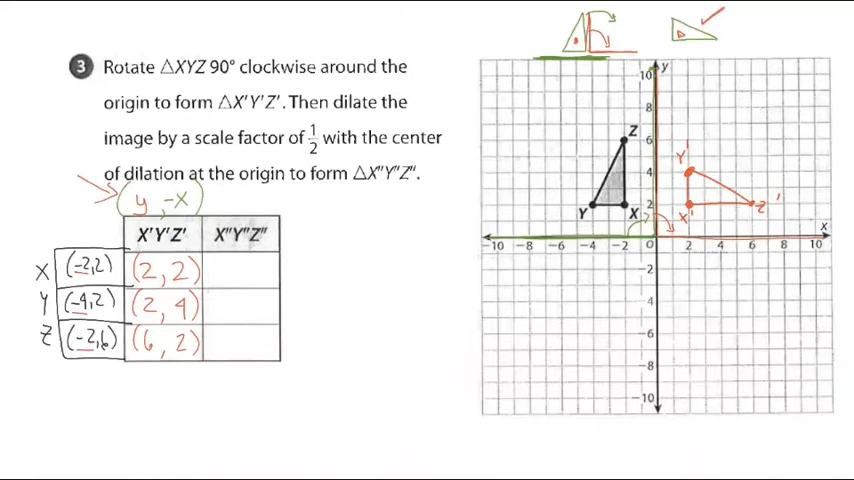 3 Rotate △XYZ 90° clockwise around the
origin to form △X′Y′Z′. Then dilate the
image by a scale factor of 1/2 with the center
of dilation at the origin to form △X″Y″Z″.
(y, -x)
X′Y′Z′ X″Y″Z″
X (-2,2) (2, 2)
Y (-4,2) (2, 4)
Z (-2,6) (6, 2)
10 y
8
Z 6
Y′
4
Y X 2 X′ Z′
x
-10 -8 -6 -4 -2 0 2 4 6 8 10
-2
-4
-6
-8
-10